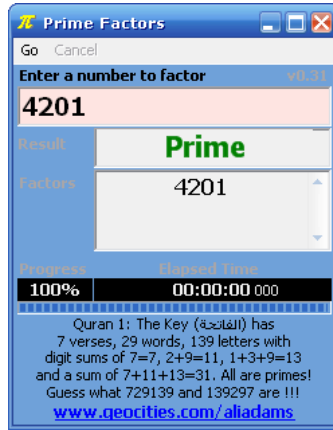 π Prime Factors
Go Cancel
Enter a number to factor v0.31
4201
Result Prime
Factors 4201
Progress Elapsed Time
100% 00:00:00 000
Quran 1: The Key (الفاتحة) has
7 verses, 29 words, 139 letters with
digit sums of 7=7, 2+9=11, 1+3+9=13
and a sum of 7+11+13=31. All are primes!
Guess what 729139 and 139297 are !!!
www.geocities.com/aliadams